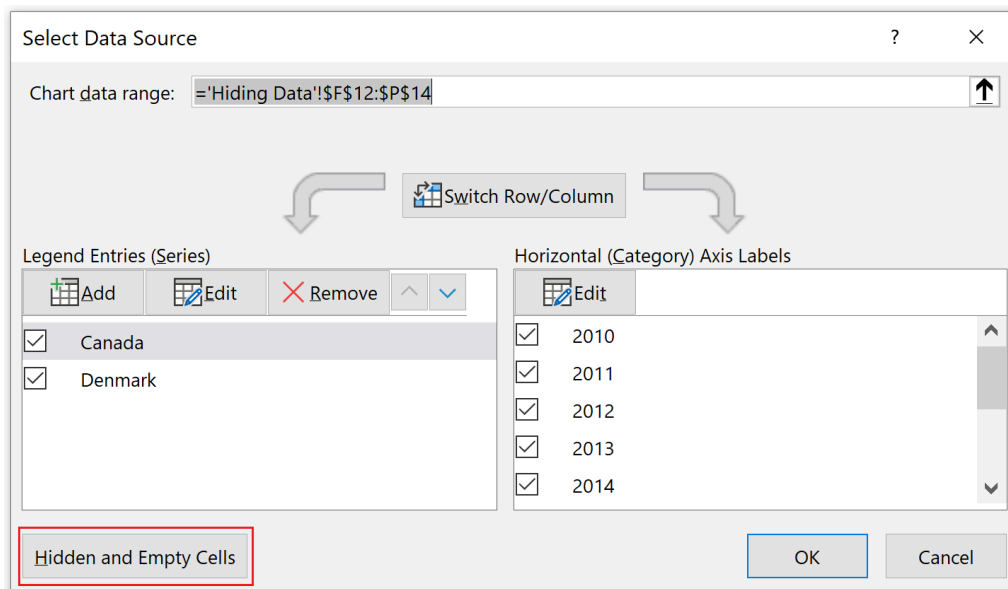 Select Data Source
?
Chart data range: ='Hiding Data'!$F$12:$P$14
Switch Row/Column
Legend Entries (Series)
Add Edit Remove
Canada
Denmark
Horizontal (Category) Axis Labels
Edit
2010
2011
2012
2013
2014
Hidden and Empty Cells
OK Cancel